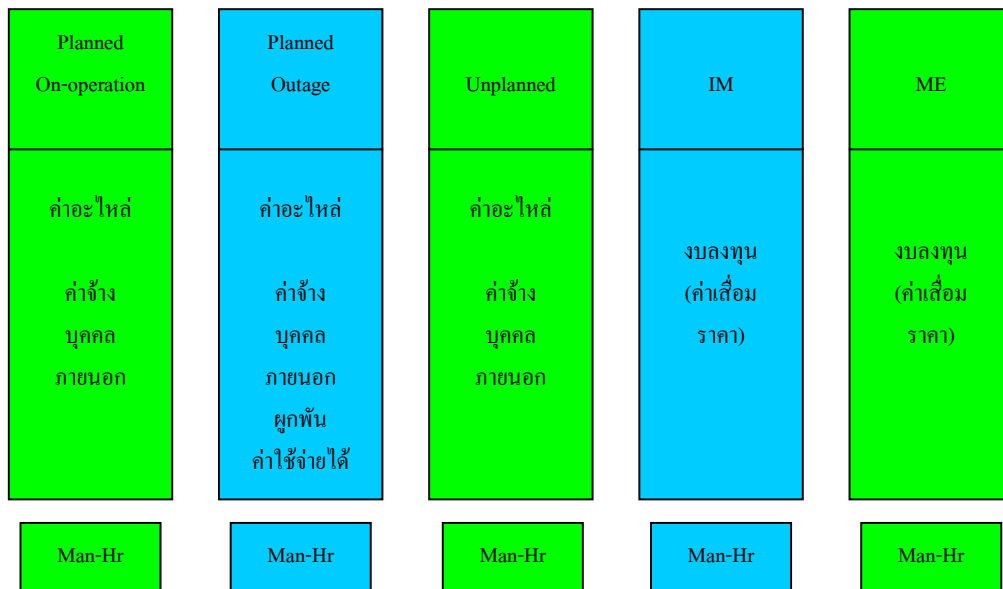 Planned
On-operation
ค่าอะไหล่
ค่าจ้าง
บุคคล
ภายนอก
Man-Hr
Planned
Outage
ค่าอะไหล่
ค่าจ้าง
บุคคล
ภายนอก
ผูกพัน
ค่าใช้จ่ายได้
Man-Hr
Unplanned
ค่าอะไหล่
ค่าจ้าง
บุคคล
ภายนอก
Man-Hr
IM
งบลงทุน
(ค่าเสื่อม
ราคา)
Man-Hr
ME
งบลงทุน
(ค่าเสื่อม
ราคา)
Man-Hr